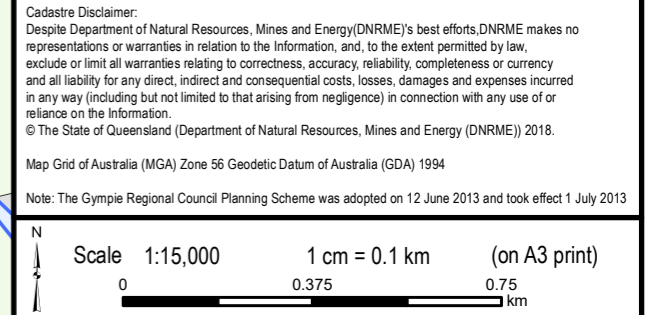 Cadastre Disclaimer:
Despite Department of Natural Resources, Mines and Energy(DNRME)'s best efforts,DNRME makes no
representations or warranties in relation to the Information, and, to the extent permitted by law,
exclude or limit all warranties relating to correctness, accuracy, reliability, completeness or currency
and all liability for any direct, indirect and consequential costs, losses, damages and expenses incurred
in any way (including but not limited to that arising from negligence) in connection with any use of or
reliance on the Information.
© The State of Queensland (Department of Natural Resources, Mines and Energy (DNRME)) 2018.
Map Grid of Australia (MGA) Zone 56 Geodetic Datum of Australia (GDA) 1994
Note: The Gympie Regional Council Planning Scheme was adopted on 12 June 2013 and took effect 1 July 2013
N
Scale 1:15,000 1 cm = 0.1 km (on A3 print)
0 0.375 0.75
km